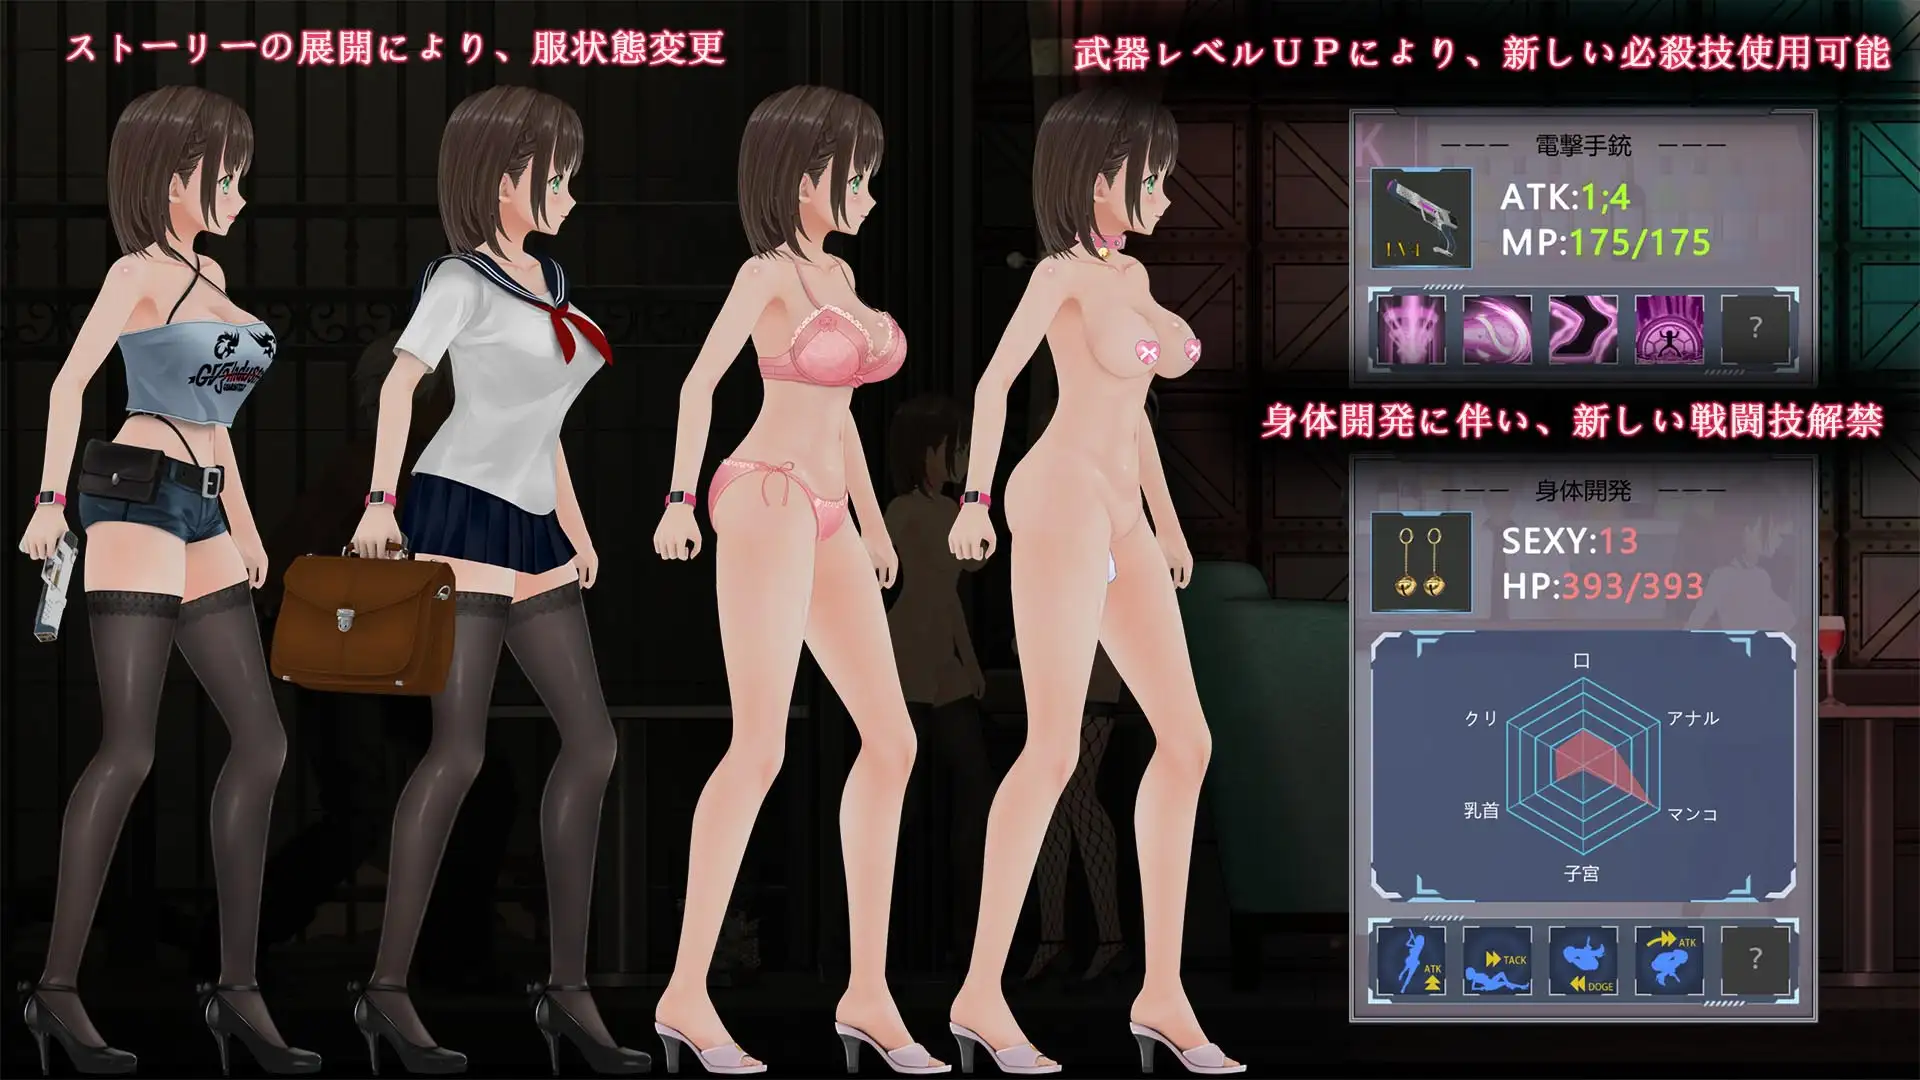 ストーリーの展開により、服状態変更
武器レベルUPにより、新しい必殺技使用可能
電撃手銃
ATK:1;4
MP:175/175
LV4
?
身体開発に伴い、新しい戦闘技解禁
身体開発
SEXY:13
HP:393/393
口
クリ
アナル
乳首
マンコ
子宮
ATK
TACK
DOGE
ATK
?